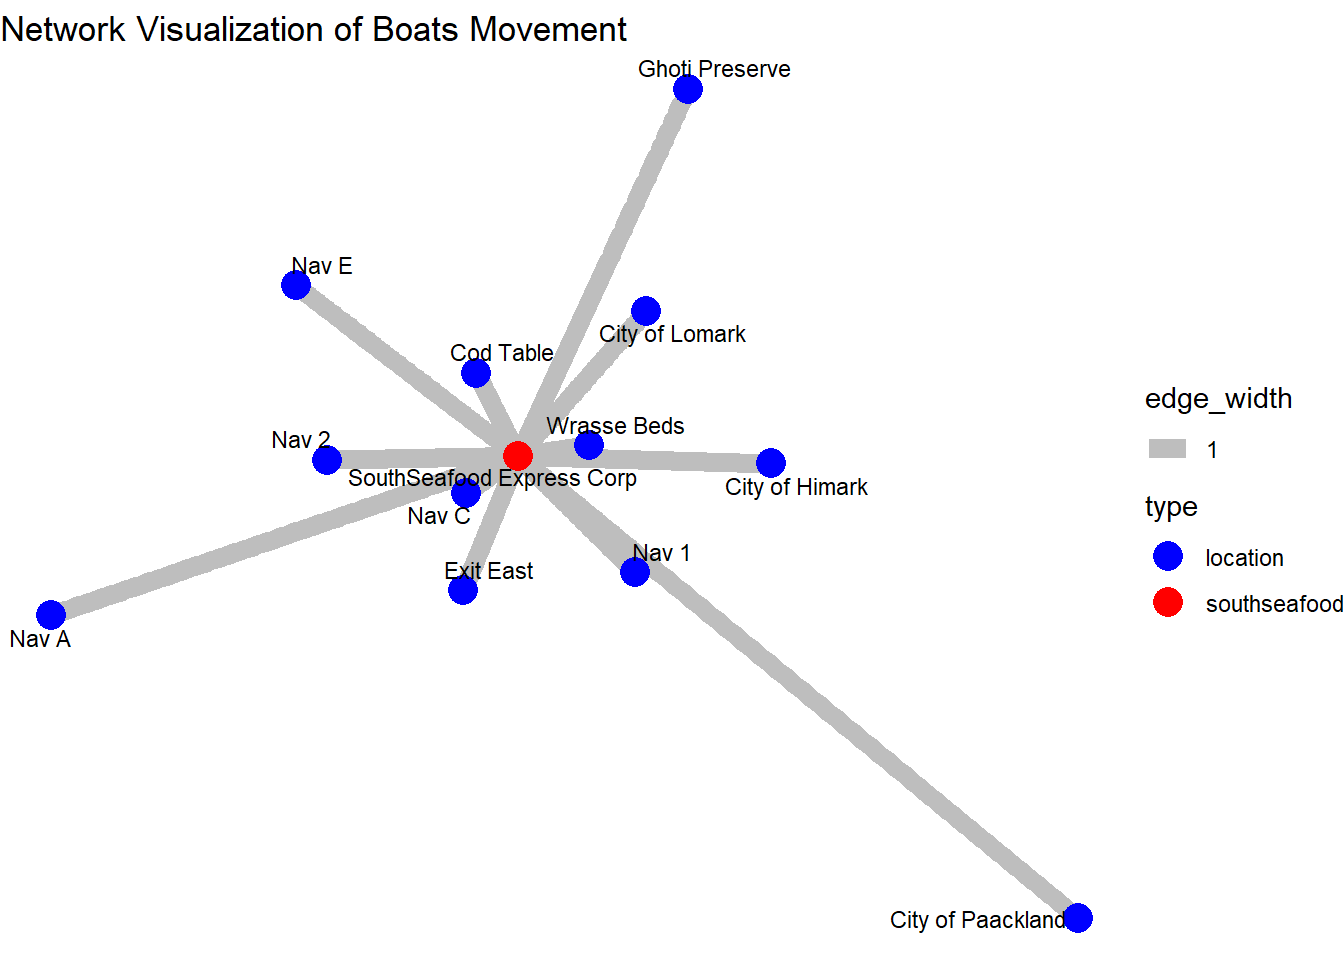 Network Visualization of Boats Movement
Ghoti Preserve
Nav E
City of Lomark
Cod Table
Wrasse Beds
Nav 2
SouthSeafood Express Corp
City of Himark
Nav C
Nav 1
Exit East
Nav A
City of Paackland
edge_width
1
type
location
southseafood